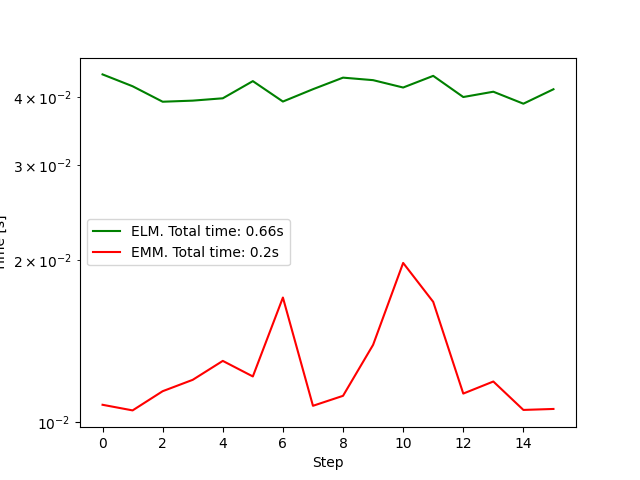 4 × 10⁻²
3 × 10⁻²
2 × 10⁻²
10⁻²
ELM. Total time: 0.66s
EMM. Total time: 0.2s
0 2 4 6 8 10 12 14
Step